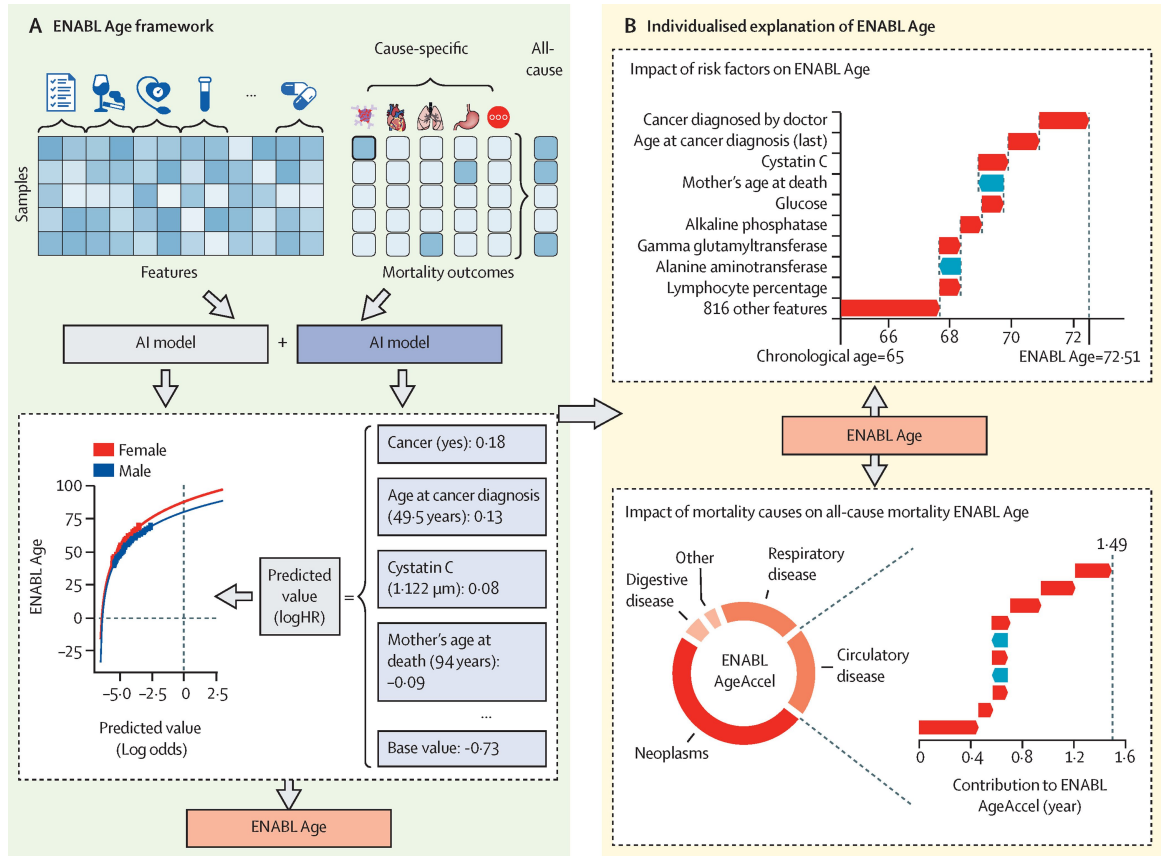 A ENABL Age framework
Cause-specific
All-
cause
...
Samples
Features
Mortality outcomes
AI model
+
AI model
Female
Male
100
75
50
25
0
−25
ENABL Age
−5·0
−2·5
0
2·5
Predicted value
(Log odds)
Predicted
value
(logHR)
=
Cancer (yes): 0·18
Age at cancer diagnosis
(49·5 years): 0·13
Cystatin C
(1·122 µm): 0·08
Mother's age at
death (94 years):
−0·09
...
Base value: -0·73
ENABL Age
B Individualised explanation of ENABL Age
Impact of risk factors on ENABL Age
Cancer diagnosed by doctor
Age at cancer diagnosis (last)
Cystatin C
Mother's age at death
Glucose
Alkaline phosphatase
Gamma glutamyltransferase
Alanine aminotransferase
Lymphocyte percentage
816 other features
66
68
70
72
Chronological age=65
ENABL Age=72·51
ENABL Age
Impact of mortality causes on all-cause mortality ENABL Age
Other
Digestive
disease
Respiratory
disease
Circulatory
disease
Neoplasms
ENABL
AgeAccel
1·49
0
0·4
0·8
1·2
1·6
Contribution to ENABL
AgeAccel (year)